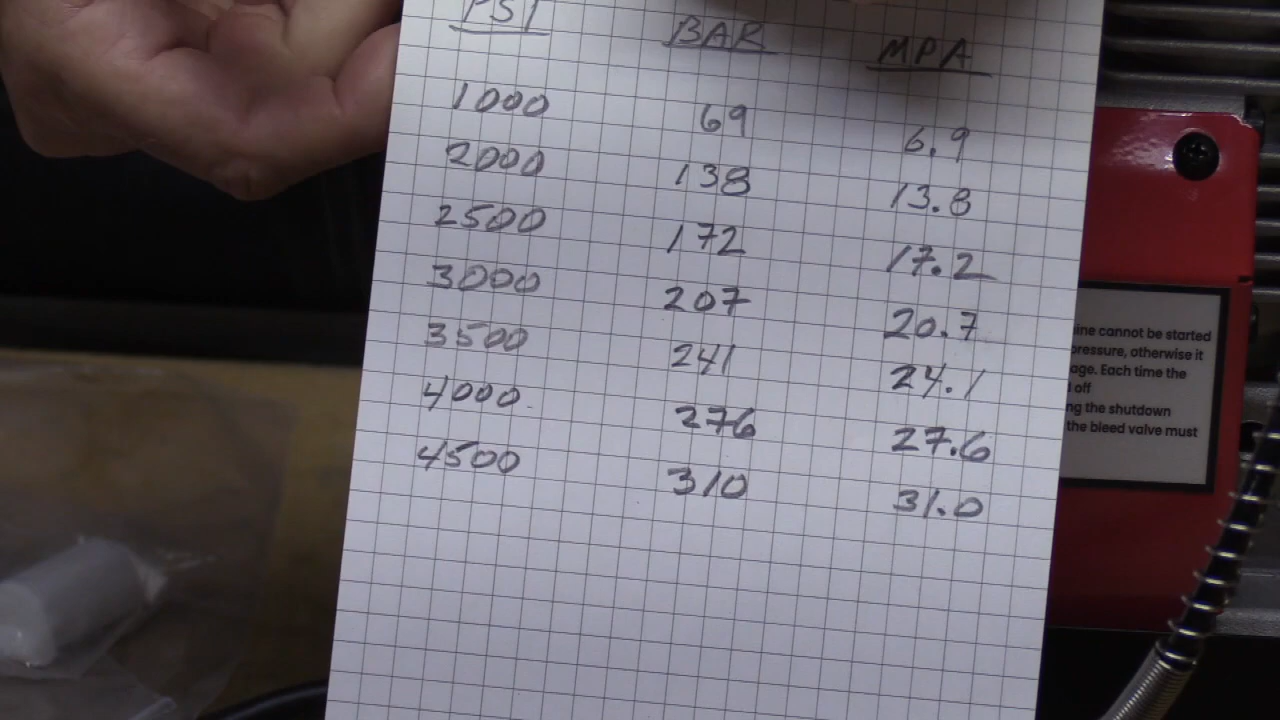 PSI BAR MPA
1000 69 6.9
2000 138 13.8
2500 172 17.2
3000 207 20.7
3500 241 24.1
4000 276 27.6
4500 310 31.0
ine cannot be started
pressure, otherwise it
age. Each time the
off
ng the shutdown
the bleed valve must